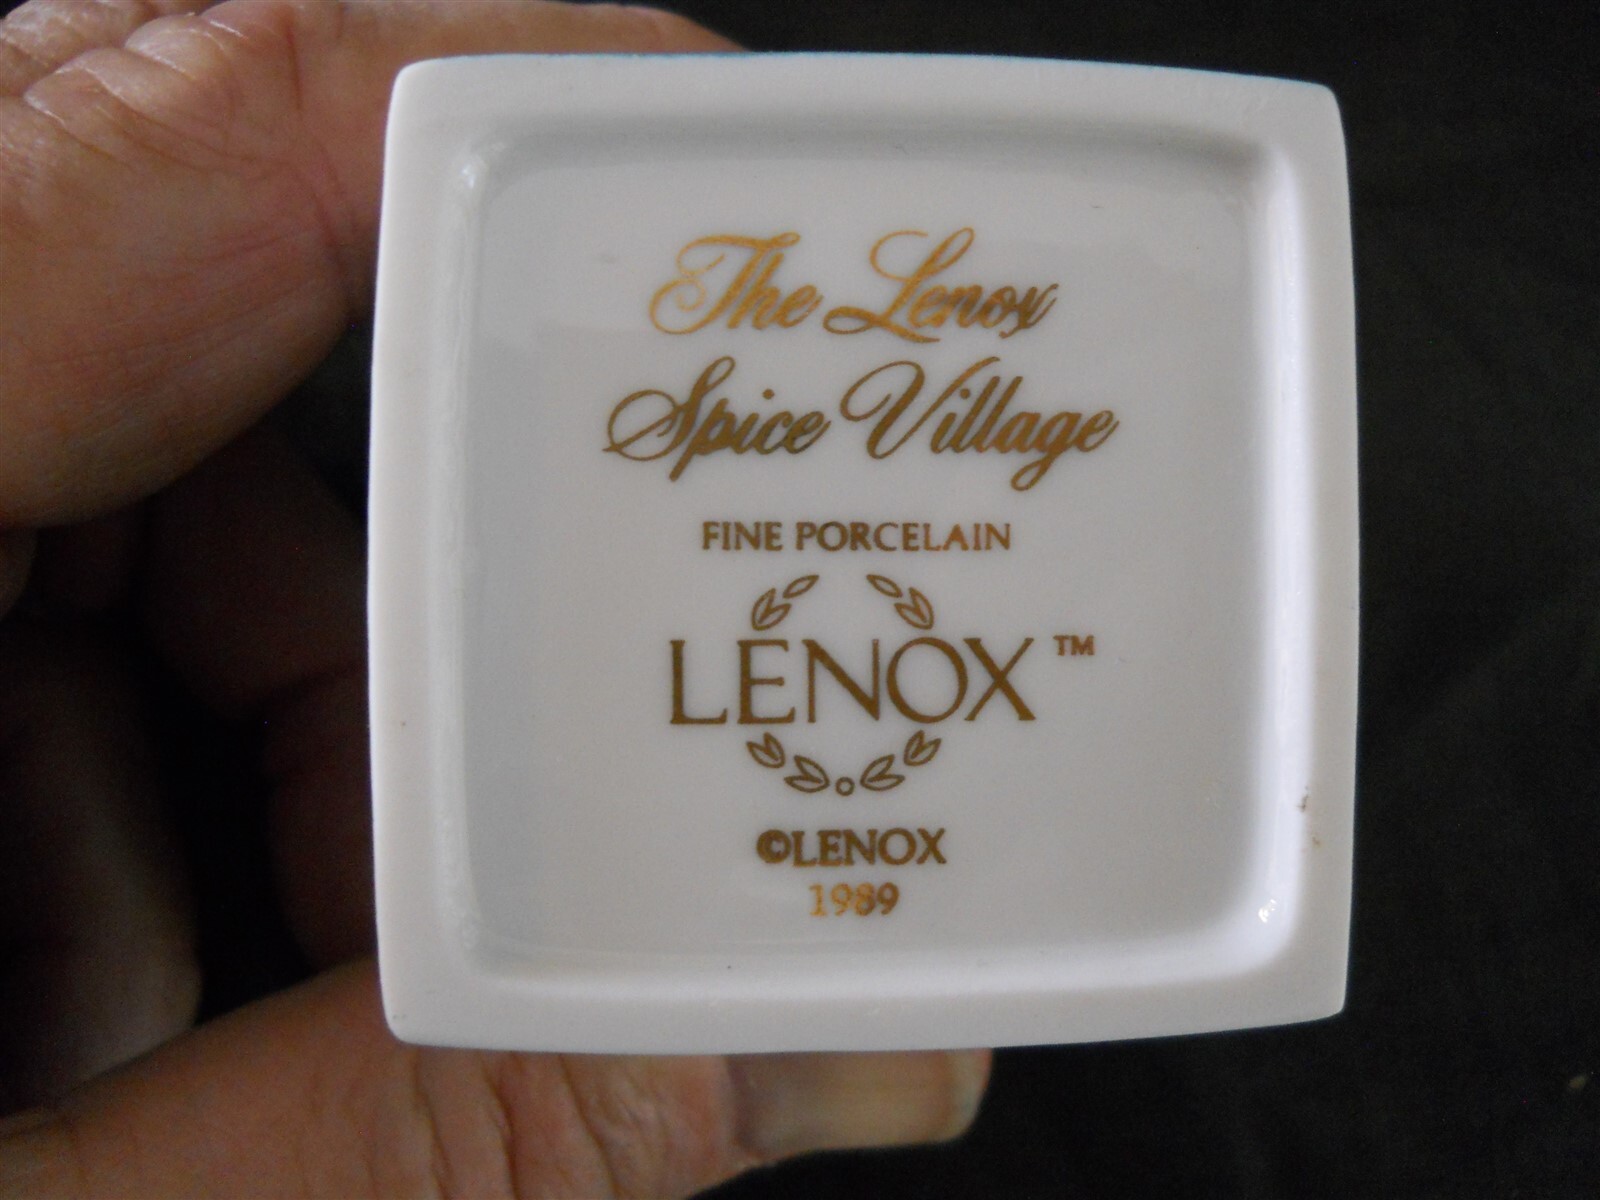 The Lenox
Spice Village
FINE PORCELAIN
LENOX™
©LENOX
1989